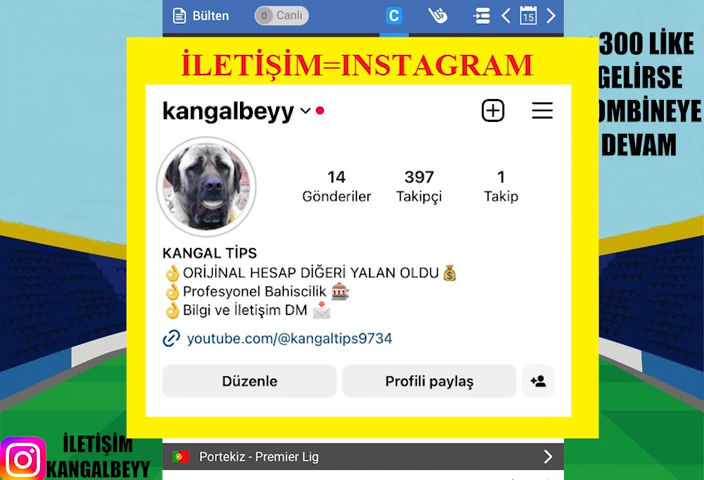 Bülten
0 Canlı
C
15
İLETİŞİM=INSTAGRAM
300 LİKE
GELİRSE
KOMBİNEYE
DEVAM
kangalbeyy
14
397
1
Gönderiler
Takipçi
Takip
KANGAL TİPS
👌ORİJİNAL HESAP DİĞERİ YALAN OLDU💰
👌Profesyonel Bahiscilik🎰
👌Bilgi ve İletişim DM 📩
youtube.com/@kangaltips9734
Düzenle
Profili paylaş
İLETİŞİM
KANGALBEYY
Portekiz - Premier Lig